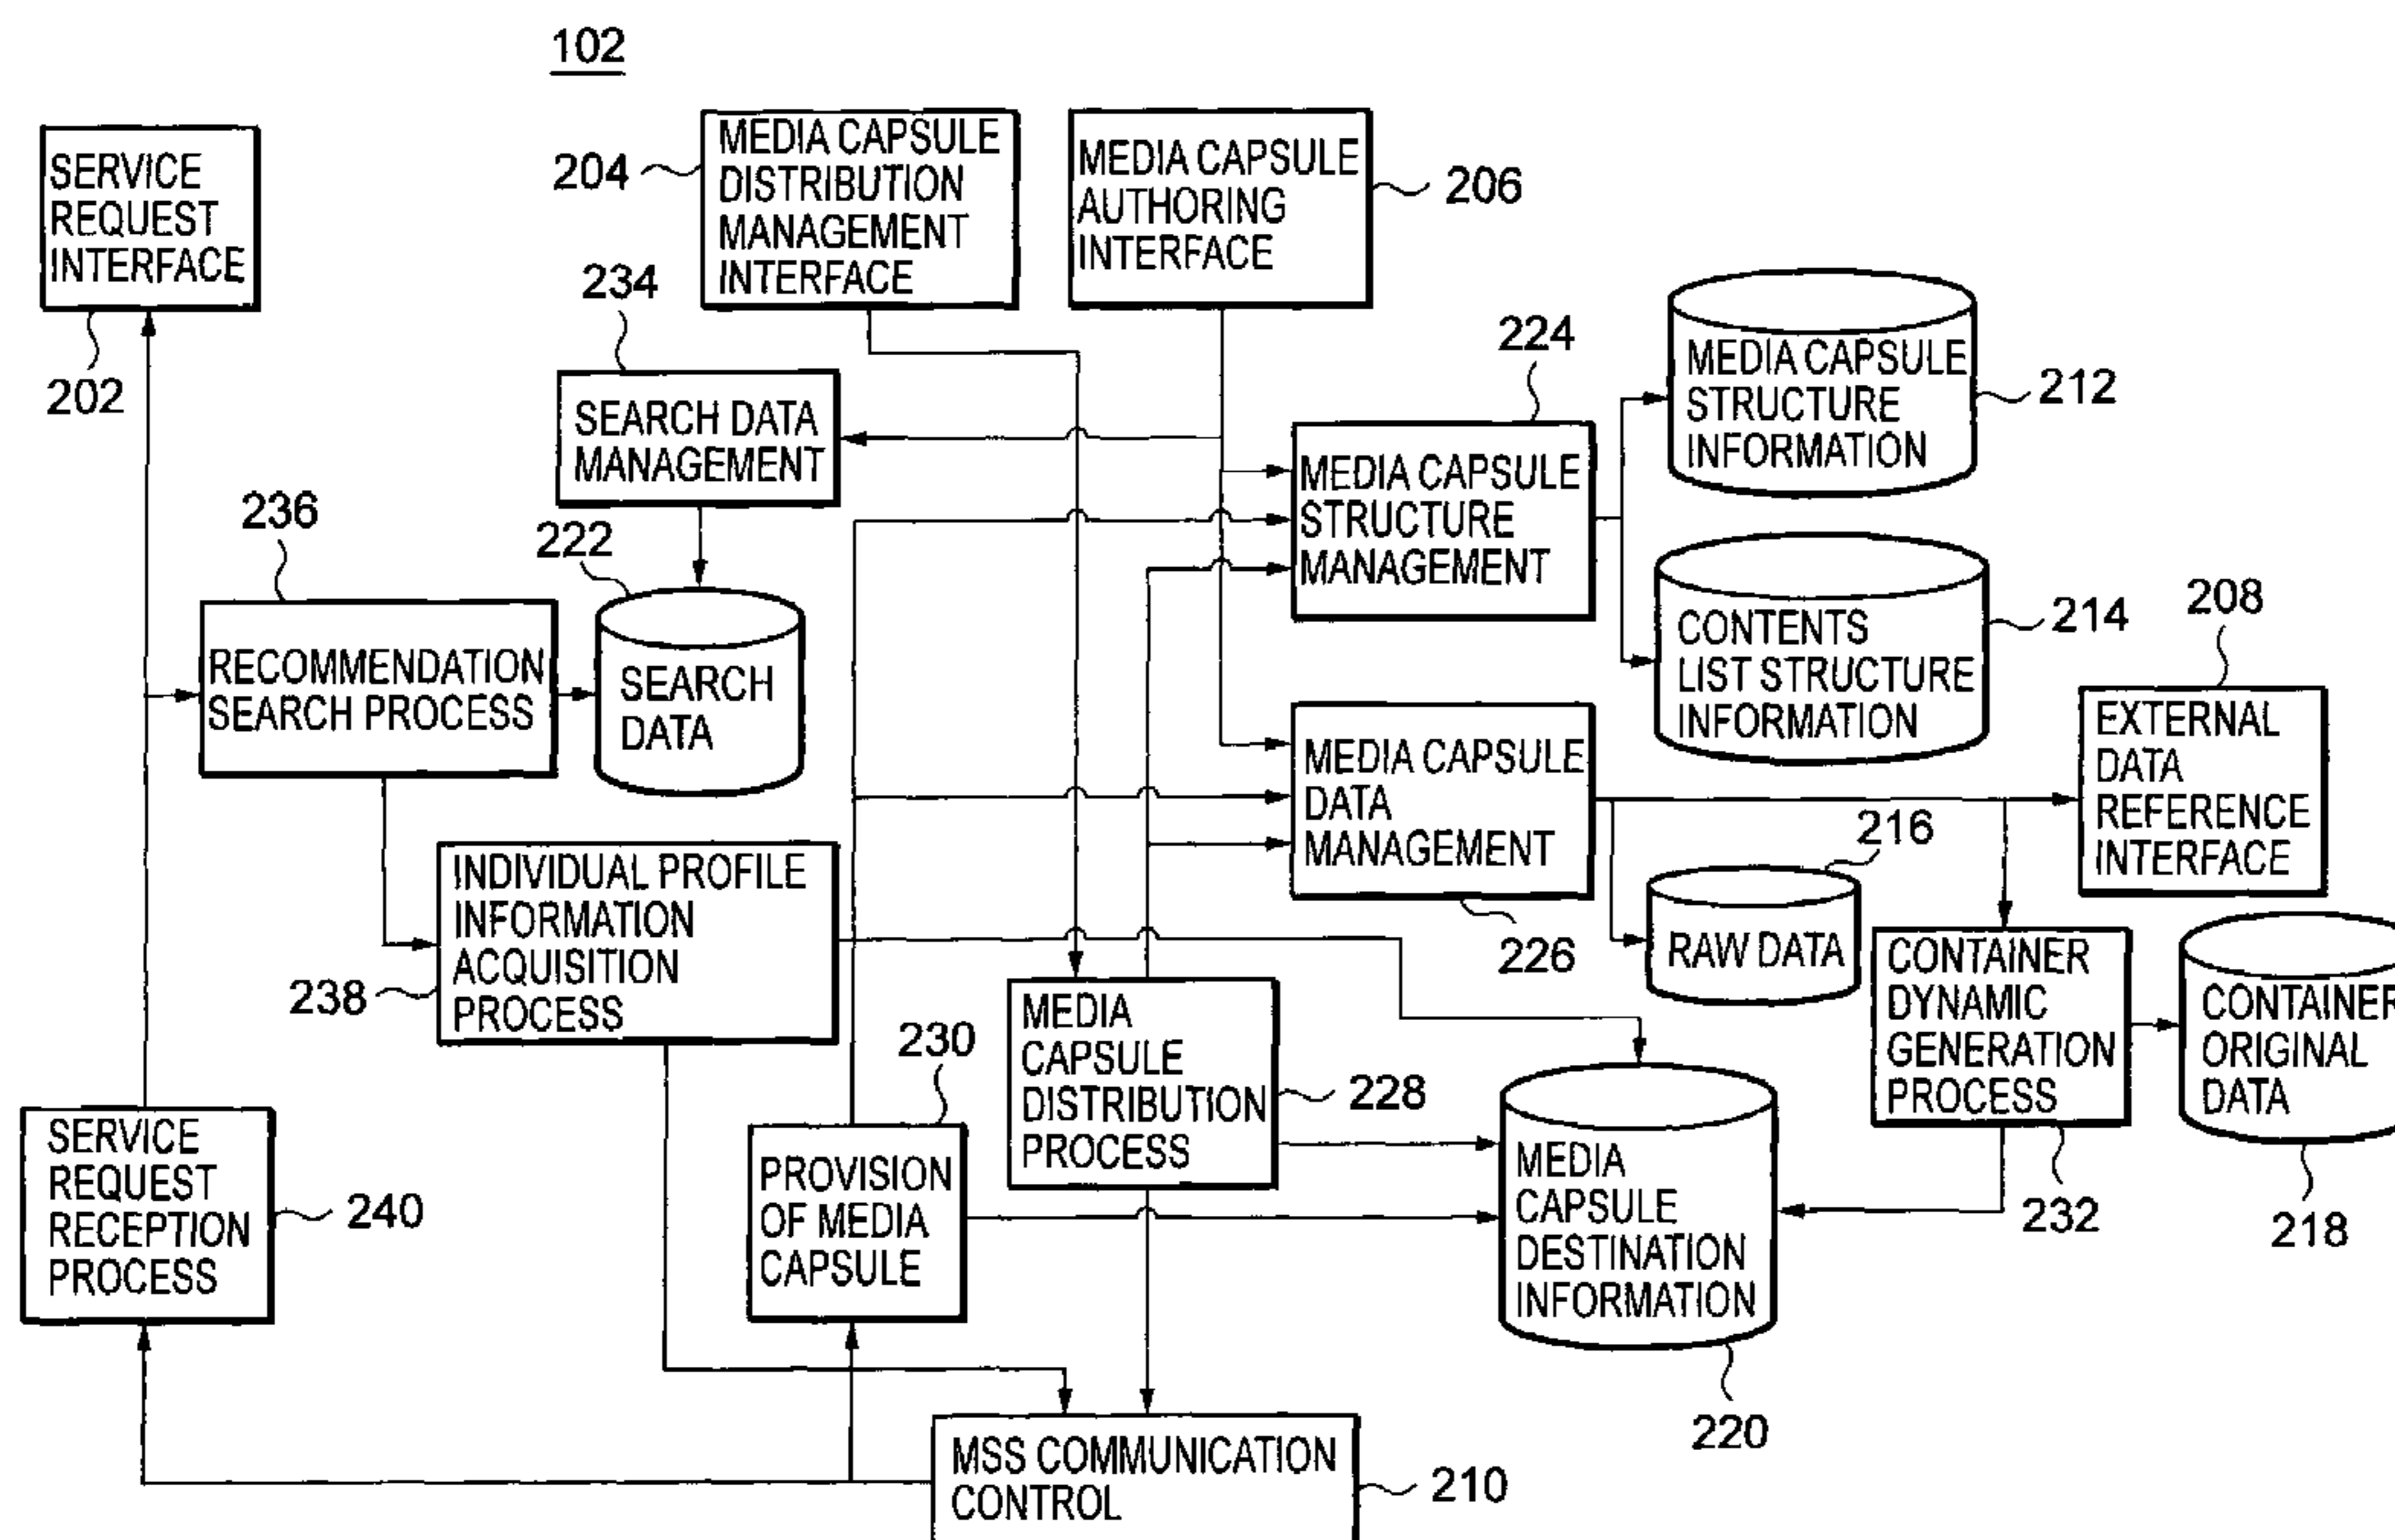 102
SERVICE
REQUEST
INTERFACE
202
204
MEDIA CAPSULE
DISTRIBUTION
MANAGEMENT
INTERFACE
MEDIA CAPSULE
AUTHORING
INTERFACE
206
234
SEARCH DATA
MANAGEMENT
224
MEDIA CAPSULE
STRUCTURE
MANAGEMENT
MEDIA CAPSULE
STRUCTURE
INFORMATION
212
236
RECOMMENDATION
SEARCH PROCESS
222
SEARCH
DATA
CONTENTS
LIST STRUCTURE
INFORMATION
214
208
EXTERNAL
DATA
REFERENCE
INTERFACE
MEDIA CAPSULE
DATA
MANAGEMENT
226
216
RAW DATA
INDIVIDUAL PROFILE
INFORMATION
ACQUISITION
PROCESS
238
CONTAINER
DYNAMIC
GENERATION
PROCESS
232
CONTAINER
ORIGINAL
DATA
218
230
PROVISION
OF MEDIA
CAPSULE
MEDIA
CAPSULE
DISTRIBUTION
PROCESS
228
MEDIA
CAPSULE
DESTINATION
INFORMATION
220
SERVICE
REQUEST
RECEPTION
PROCESS
240
MSS COMMUNICATION
CONTROL
210